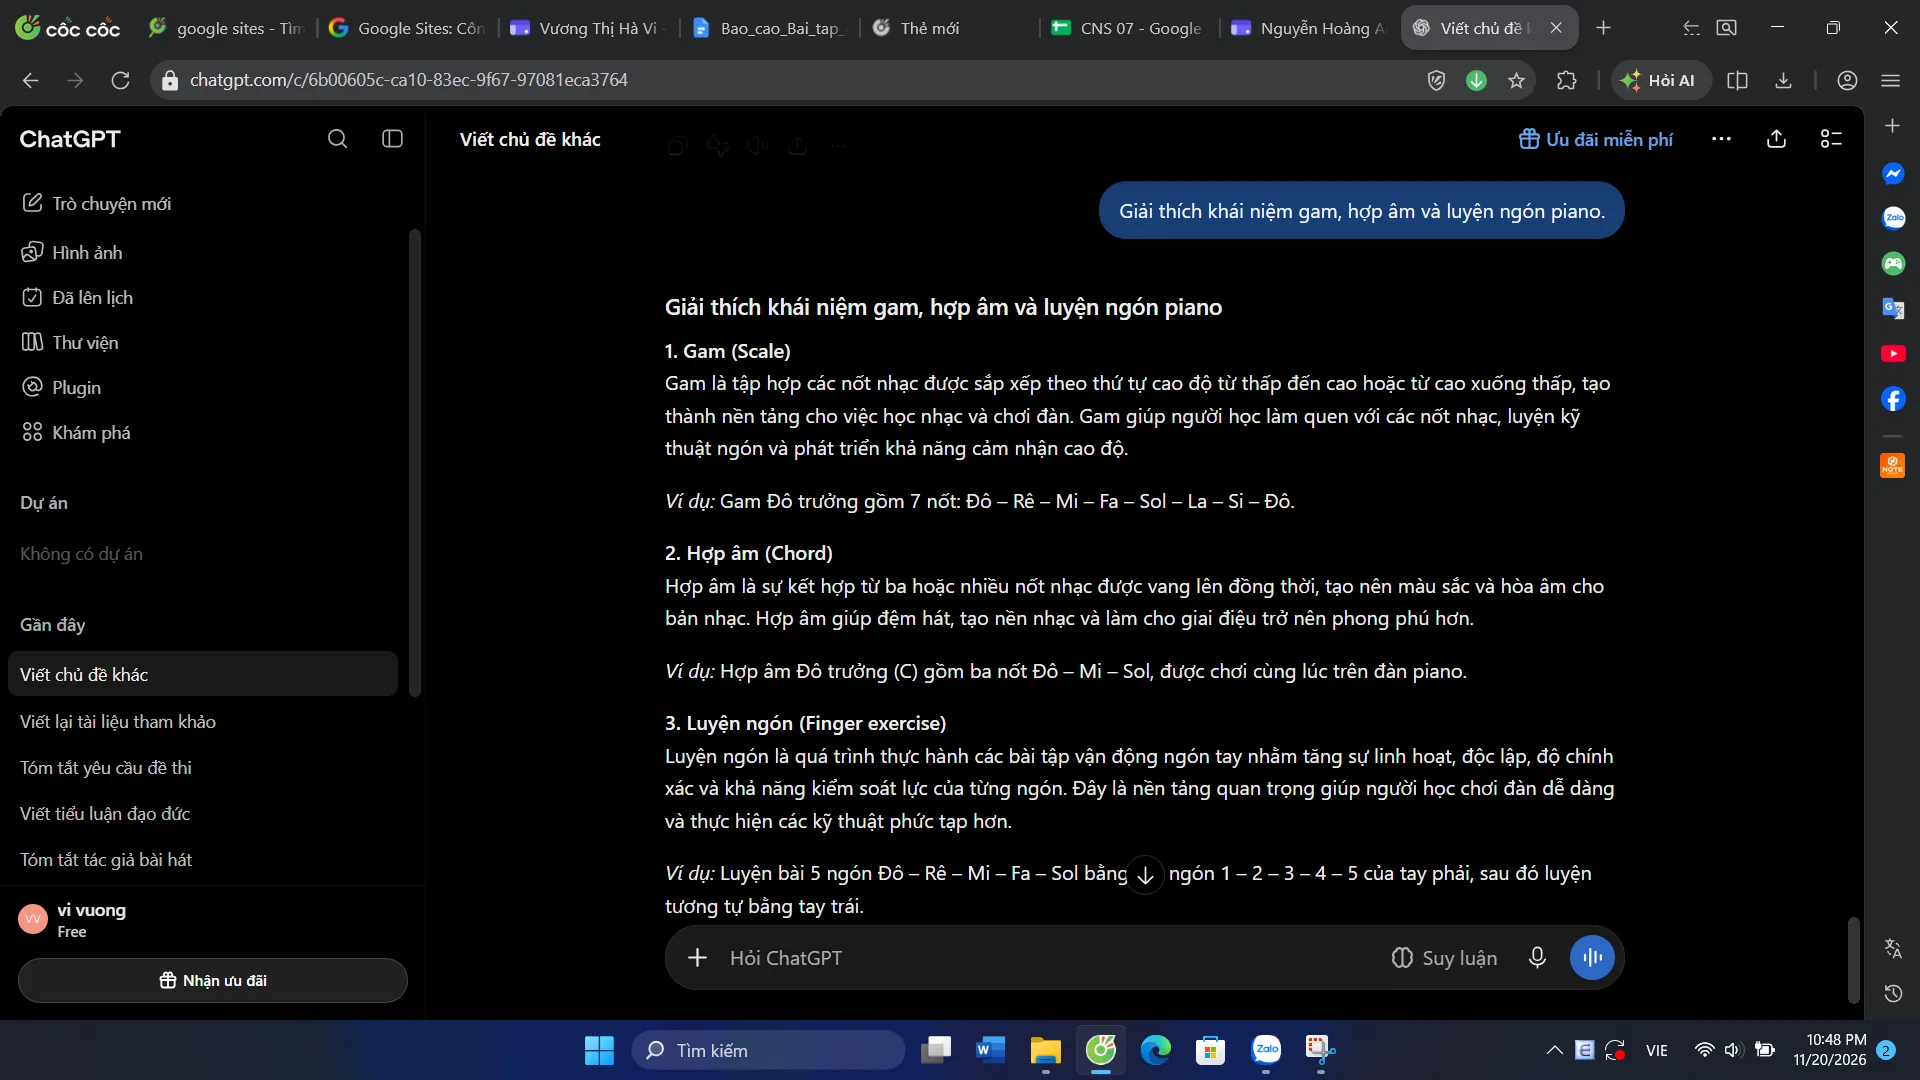 cốc cốc
google sites - Tìm
Google Sites: Côn
Vương Thị Hà Vi -
Bao_cao_Bai_tap_
Thẻ mới
CNS 07 - Google
Nguyễn Hoàng A
Viết chủ đề k
chatgpt.com/c/6b00605c-ca10-83ec-9f67-97081eca3764
Hỏi AI
ChatGPT
Viết chủ đề khác
Ưu đãi miễn phí
Trò chuyện mới
Hình ảnh
Đã lên lịch
Thư viện
Plugin
Khám phá
Dự án
Không có dự án
Gần đây
Viết chủ đề khác
Viết lại tài liệu tham khảo
Tóm tắt yêu cầu đề thi
Viết tiểu luận đạo đức
Tóm tắt tác giả bài hát
VV
vi vuong
Free
Nhận ưu đãi
Giải thích khái niệm gam, hợp âm và luyện ngón piano.
Giải thích khái niệm gam, hợp âm và luyện ngón piano
1. Gam (Scale)
Gam là tập hợp các nốt nhạc được sắp xếp theo thứ tự cao độ từ thấp đến cao hoặc từ cao xuống thấp, tạo
thành nền tảng cho việc học nhạc và chơi đàn. Gam giúp người học làm quen với các nốt nhạc, luyện kỹ
thuật ngón và phát triển khả năng cảm nhận cao độ.
Ví dụ: Gam Đô trưởng gồm 7 nốt: Đô – Rê – Mi – Fa – Sol – La – Si – Đô.
2. Hợp âm (Chord)
Hợp âm là sự kết hợp từ ba hoặc nhiều nốt nhạc được vang lên đồng thời, tạo nên màu sắc và hòa âm cho
bản nhạc. Hợp âm giúp đệm hát, tạo nền nhạc và làm cho giai điệu trở nên phong phú hơn.
Ví dụ: Hợp âm Đô trưởng (C) gồm ba nốt Đô – Mi – Sol, được chơi cùng lúc trên đàn piano.
3. Luyện ngón (Finger exercise)
Luyện ngón là quá trình thực hành các bài tập vận động ngón tay nhằm tăng sự linh hoạt, độc lập, độ chính
xác và khả năng kiểm soát lực của từng ngón. Đây là nền tảng quan trọng giúp người học chơi đàn dễ dàng
và thực hiện các kỹ thuật phức tạp hơn.
Ví dụ: Luyện bài 5 ngón Đô – Rê – Mi – Fa – Sol bằng ngón 1 – 2 – 3 – 4 – 5 của tay phải, sau đó luyện
tương tự bằng tay trái.
Hỏi ChatGPT
Suy luận
Zalo
NOTE
Tìm kiếm
Zalo
VIE
10:48 PM
11/20/2026
2